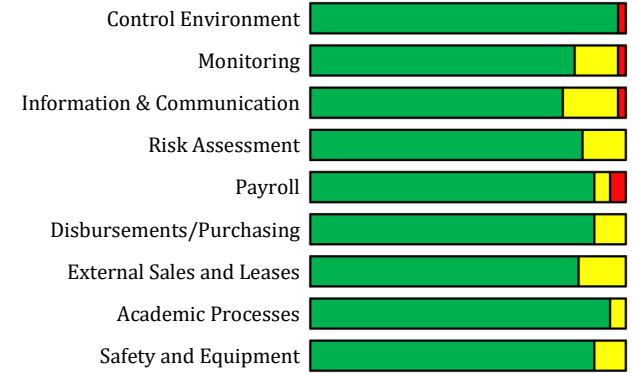 Control Environment
Monitoring
Information & Communication
Risk Assessment
Payroll
Disbursements/Purchasing
External Sales and Leases
Academic Processes
Safety and Equipment